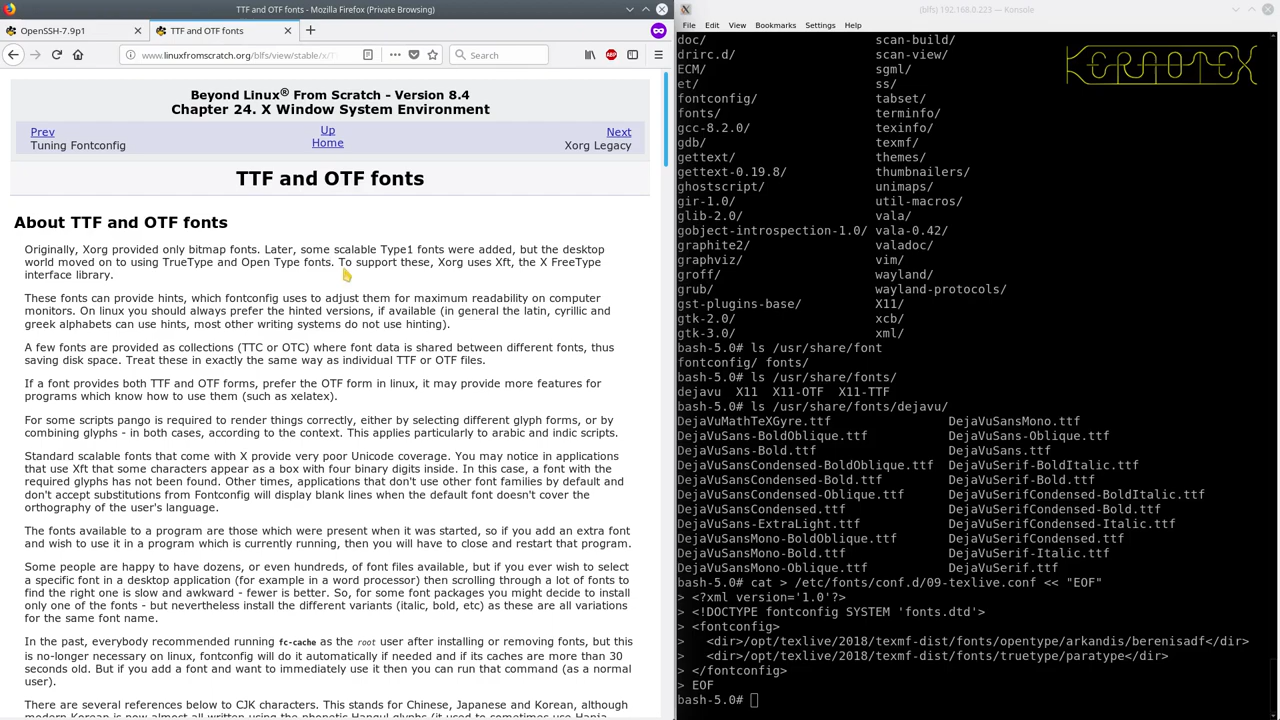 TTF and OTF fonts - Mozilla Firefox (Private Browsing)
OpenSSH-7.9p1
TTF and OTF fonts
www.linuxfromscratch.org/blfs/view/stable/x/T
Search
Beyond Linux® From Scratch - Version 8.4
Chapter 24. X Window System Environment
Prev
Up
Next
Tuning Fontconfig
Home
Xorg Legacy
TTF and OTF fonts
About TTF and OTF fonts
Originally, Xorg provided only bitmap fonts. Later, some scalable Type1 fonts were added, but the desktop
world moved on to using TrueType and Open Type fonts. To support these, Xorg uses Xft, the X FreeType
interface library.
These fonts can provide hints, which fontconfig uses to adjust them for maximum readability on computer
monitors. On linux you should always prefer the hinted versions, if available (in general the latin, cyrillic and
greek alphabets can use hints, most other writing systems do not use hinting).
A few fonts are provided as collections (TTC or OTC) where font data is shared between different fonts, thus
saving disk space. Treat these in exactly the same way as individual TTF or OTF files.
If a font provides both TTF and OTF forms, prefer the OTF form in linux, it may provide more features for
programs which know how to use them (such as xelatex).
For some scripts pango is required to render things correctly, either by selecting different glyph forms, or by
combining glyphs - in both cases, according to the context. This applies particularly to arabic and indic scripts.
Standard scalable fonts that come with X provide very poor Unicode coverage. You may notice in applications
that use Xft that some characters appear as a box with four binary digits inside. In this case, a font with the
required glyphs has not been found. Other times, applications that don't use other font families by default and
don't accept substitutions from Fontconfig will display blank lines when the default font doesn't cover the
orthography of the user's language.
The fonts available to a program are those which were present when it was started, so if you add an extra font
and wish to use it in a program which is currently running, then you will have to close and restart that program.
Some people are happy to have dozens, or even hundreds, of font files available, but if you ever wish to select
a specific font in a desktop application (for example in a word processor) then scrolling through a lot of fonts to
find the right one is slow and awkward - fewer is better. So, for some font packages you might decide to install
only one of the fonts - but nevertheless install the different variants (italic, bold, etc) as these are all variations
for the same font name.
In the past, everybody recommended running fc-cache as the root user after installing or removing fonts, but this
is no-longer necessary on linux, fontconfig will do it automatically if needed and if its caches are more than 30
seconds old. But if you add a font and want to immediately use it then you can run that command (as a normal
user).
There are several references below to CJK characters. This stands for Chinese, Japanese and Korean, although
modern Korean is now almost all written using the phonetic Hangul glyphs (it used to sometimes use Hanja
(blfs) 192.168.0.223 — Konsole
File Edit View Bookmarks Settings Help
KERAOTEX
doc/ scan-build/
drirc.d/ scan-view/
ECM/ sgml/
et/ ss/
fontconfig/ tabset/
fonts/ terminfo/
gcc-8.2.0/ texinfo/
gdb/ texmf/
gettext/ themes/
gettext-0.19.8/ thumbnailers/
ghostscript/ unimaps/
gir-1.0/ util-macros/
glib-2.0/ vala/
gobject-introspection-1.0/ vala-0.42/
graphite2/ valadoc/
graphviz/ vim/
groff/ wayland/
grub/ wayland-protocols/
gst-plugins-base/ X11/
gtk-2.0/ xcb/
gtk-3.0/ xml/
bash-5.0# ls /usr/share/font
fontconfig/ fonts/
bash-5.0# ls /usr/share/fonts/
dejavu X11 X11-OTF X11-TTF
bash-5.0# ls /usr/share/fonts/dejavu/
DejaVuMathTeXGyre.ttf DejaVuSansMono.ttf
DejaVuSans-BoldOblique.ttf DejaVuSans-Oblique.ttf
DejaVuSans-Bold.ttf DejaVuSans.ttf
DejaVuSansCondensed-BoldOblique.ttf DejaVuSerif-BoldItalic.ttf
DejaVuSansCondensed-Bold.ttf DejaVuSerif-Bold.ttf
DejaVuSansCondensed-Oblique.ttf DejaVuSerifCondensed-BoldItalic.ttf
DejaVuSansCondensed.ttf DejaVuSerifCondensed-Bold.ttf
DejaVuSans-ExtraLight.ttf DejaVuSerifCondensed-Italic.ttf
DejaVuSansMono-BoldOblique.ttf DejaVuSerifCondensed.ttf
DejaVuSansMono-Bold.ttf DejaVuSerif-Italic.ttf
DejaVuSansMono-Oblique.ttf DejaVuSerif.ttf
bash-5.0# cat > /etc/fonts/conf.d/09-texlive.conf << "EOF"
> <?xml version='1.0'?>
> <!DOCTYPE fontconfig SYSTEM 'fonts.dtd'>
> <fontconfig>
> <dir>/opt/texlive/2018/texmf-dist/fonts/opentype/arkandis/berenisadf</dir>
> <dir>/opt/texlive/2018/texmf-dist/fonts/truetype/paratype</dir>
> </fontconfig>
> EOF
bash-5.0#